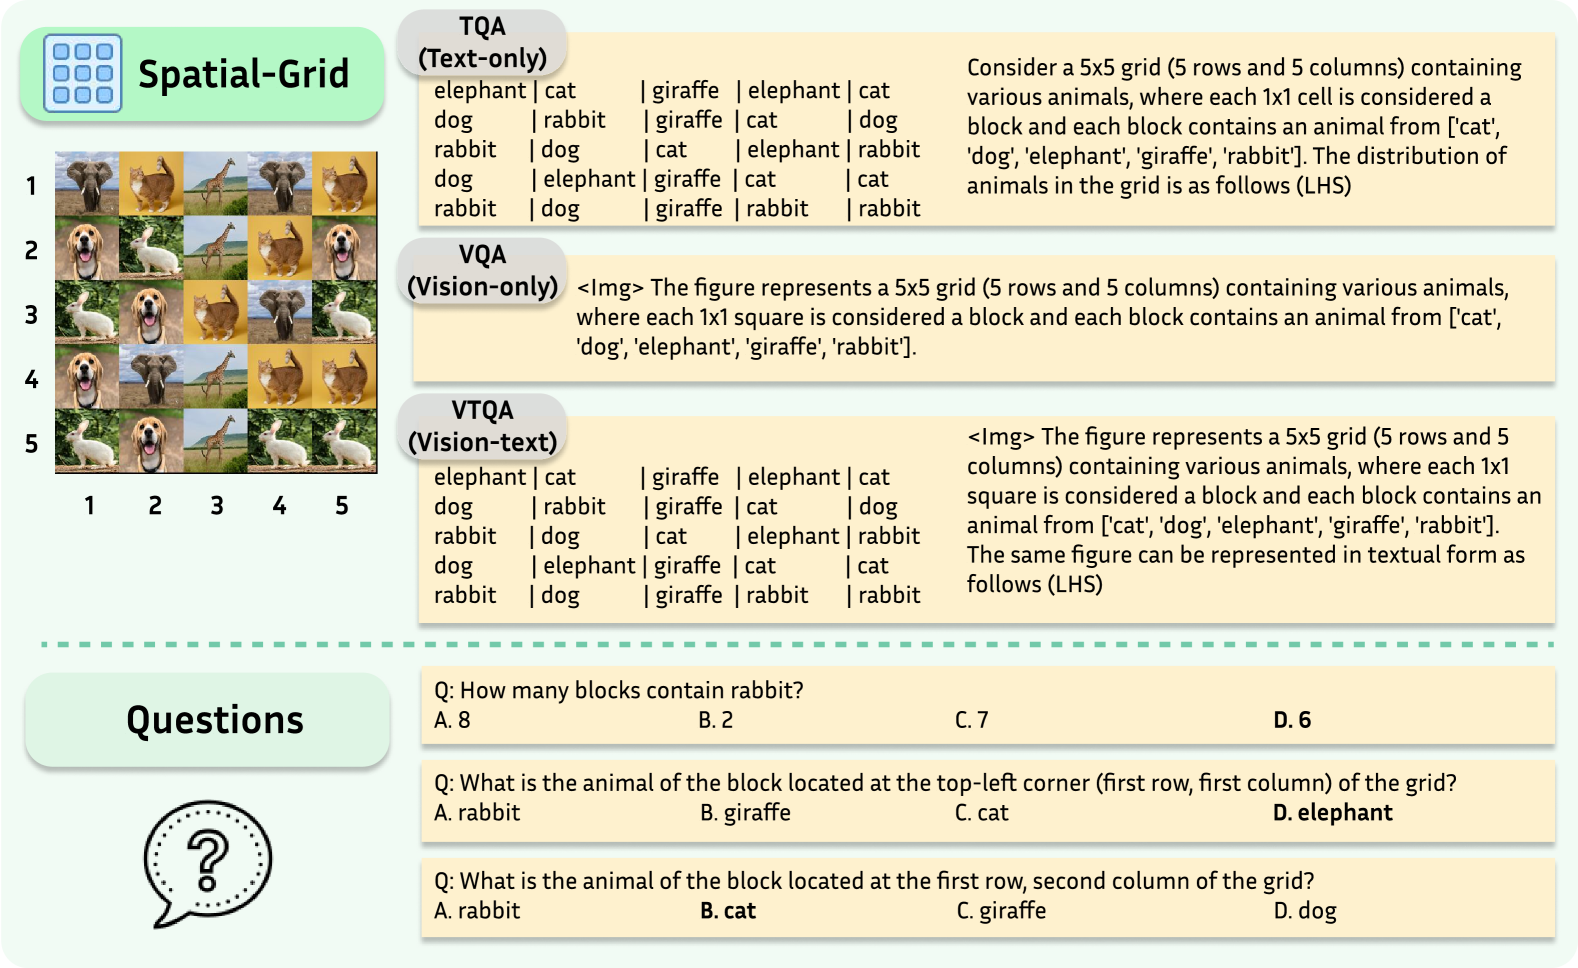 Spatial-Grid
1
2
3
4
5
1 2 3 4 5
TQA
(Text-only)
elephant | cat | giraffe | elephant | cat
dog | rabbit | giraffe | cat | dog
rabbit | dog | cat | elephant | rabbit
dog | elephant | giraffe | cat | cat
rabbit | dog | giraffe | rabbit | rabbit
Consider a 5x5 grid (5 rows and 5 columns) containing
various animals, where each 1x1 cell is considered a
block and each block contains an animal from ['cat',
'dog', 'elephant', 'giraffe', 'rabbit']. The distribution of
animals in the grid is as follows (LHS)
VQA
(Vision-only)
<Img> The figure represents a 5x5 grid (5 rows and 5 columns) containing various animals,
where each 1x1 square is considered a block and each block contains an animal from ['cat',
'dog', 'elephant', 'giraffe', 'rabbit'].
VTQA
(Vision-text)
elephant | cat | giraffe | elephant | cat
dog | rabbit | giraffe | cat | dog
rabbit | dog | cat | elephant | rabbit
dog | elephant | giraffe | cat | cat
rabbit | dog | giraffe | rabbit | rabbit
<Img> The figure represents a 5x5 grid (5 rows and 5
columns) containing various animals, where each 1x1
square is considered a block and each block contains an
animal from ['cat', 'dog', 'elephant', 'giraffe', 'rabbit'].
The same figure can be represented in textual form as
follows (LHS)
Questions
?
Q: How many blocks contain rabbit?
A. 8 B. 2 C. 7 D. 6
Q: What is the animal of the block located at the top-left corner (first row, first column) of the grid?
A. rabbit B. giraffe C. cat D. elephant
Q: What is the animal of the block located at the first row, second column of the grid?
A. rabbit B. cat C. giraffe D. dog